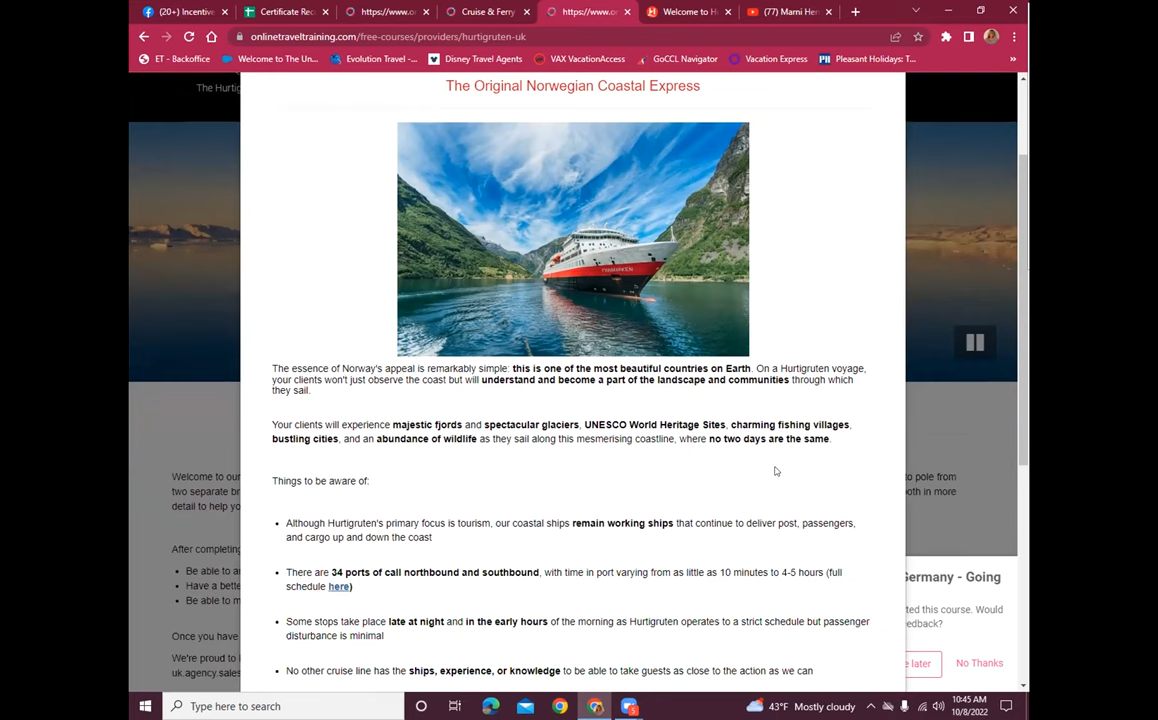 (20+) Incentiv
Certificate Rec
https://www.or
Cruise & Ferry
https://www.or
Welcome to H
(77) Marni Her
onlinetraveltraining.com/free-courses/providers/hurtigruten-uk
ET - Backoffice
Welcome to The Un...
Evolution Travel -...
Disney Travel Agents
VAX VacationAccess
GoCCL Navigator
Vacation Express
Pleasant Holidays: T...
The Hurtig
The Original Norwegian Coastal Express
The essence of Norway's appeal is remarkably simple: this is one of the most beautiful countries on Earth. On a Hurtigruten voyage,
your clients won't just observe the coast but will understand and become a part of the landscape and communities through which
they sail.
Your clients will experience majestic fjords and spectacular glaciers, UNESCO World Heritage Sites, charming fishing villages,
bustling cities, and an abundance of wildlife as they sail along this mesmerising coastline, where no two days are the same.
Things to be aware of:
Although Hurtigruten's primary focus is tourism, our coastal ships remain working ships that continue to deliver post, passengers,
and cargo up and down the coast
There are 34 ports of call northbound and southbound, with time in port varying from as little as 10 minutes to 4-5 hours (full
schedule here)
Some stops take place late at night and in the early hours of the morning as Hurtigruten operates to a strict schedule but passenger
disturbance is minimal
No other cruise line has the ships, experience, or knowledge to be able to take guests as close to the action as we can
Welcome to our
two separate br
detail to help yo
After completing
Be able to ar
Have a bette
Be able to m
Once you have
We're proud to l
uk.agency.sales
to pole from
both in more
Germany - Going
ted this course. Would
edback?
e later
No Thanks
Type here to search
43°F Mostly cloudy
10:45 AM
10/8/2022